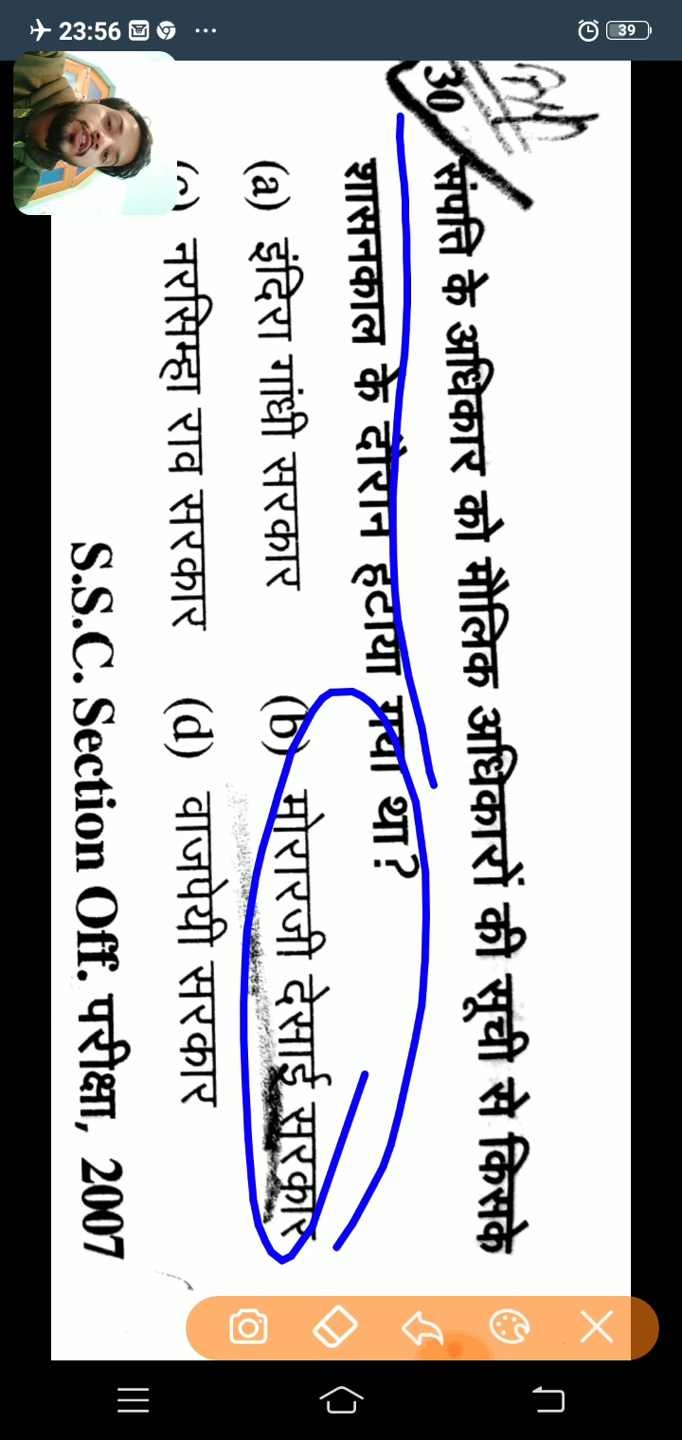 23:56
39
30 संपत्ति के अधिकार को मौलिक अधिकारों की सूची से किसके
शासनकाल के दौरान हटाया गया था?
(a) इंदिरा गांधी सरकार (b) मोरारजी देसाई सरकार
(c) नरसिम्हा राव सरकार (d) वाजपेयी सरकार
S.S.C. Section Off. परीक्षा, 2007